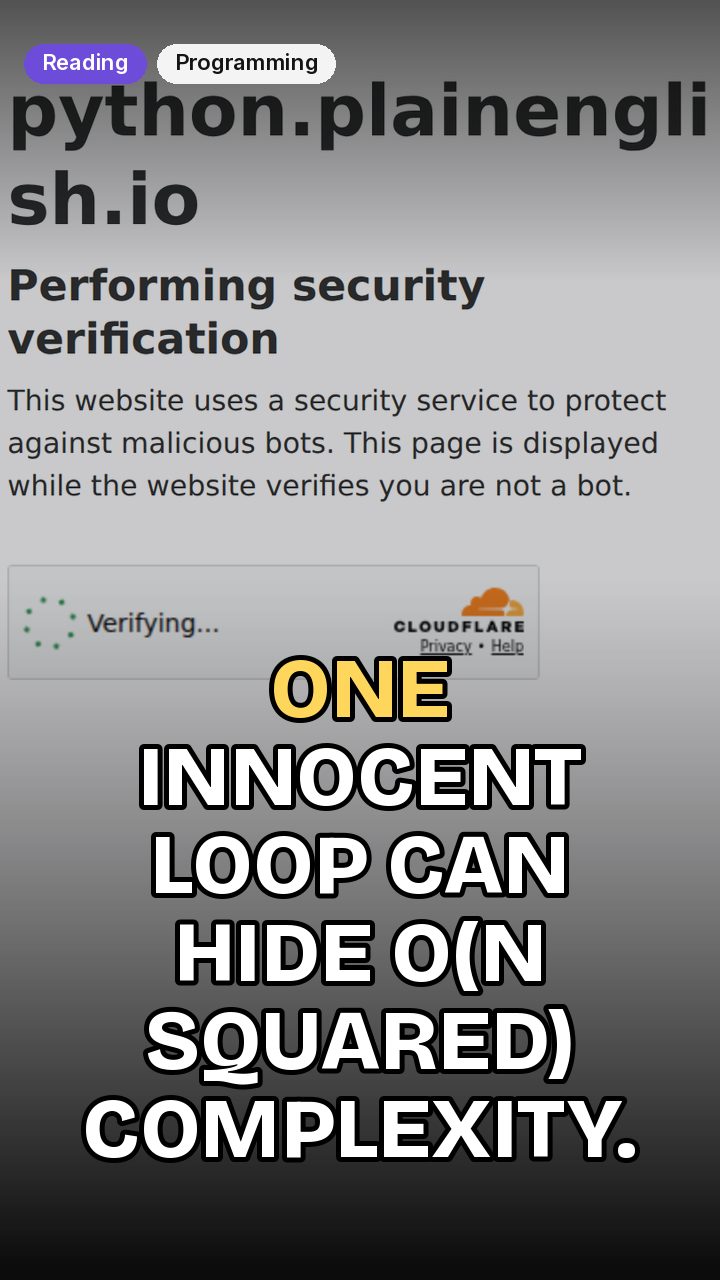 Reading
Programming
python.plainengli
sh.io
Performing security
verification
This website uses a security service to protect
against malicious bots. This page is displayed
while the website verifies you are not a bot.
Verifying...
CLOUDFLARE
Privacy • Help
ONE
INNOCENT
LOOP CAN
HIDE O(N
SQUARED)
COMPLEXITY.